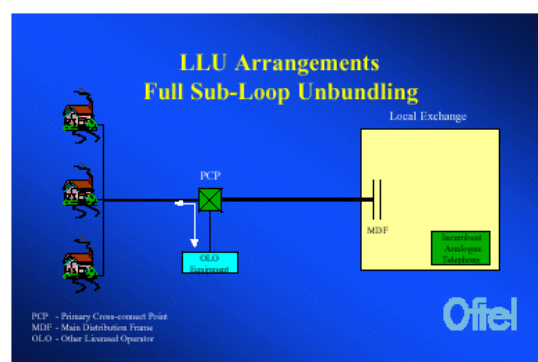 LLU Arrangements
Full Sub-Loop Unbundling
Local Exchange
PCP
MDF
OLO
Equipment
Incumbent
Analogue
Telephony
PCP - Primary Cross-connect Point
MDF - Main Distribution Frame
OLO - Other Licensed Operator
Oftel